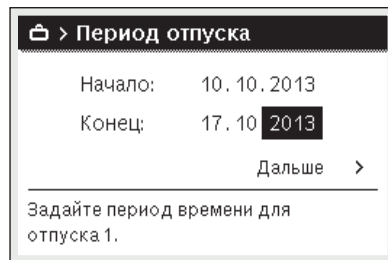 > Период отпуска
Начало: 10.10.2013
Конец: 17.10 2013
Дальше >
Задайте период времени для
отпуска 1.